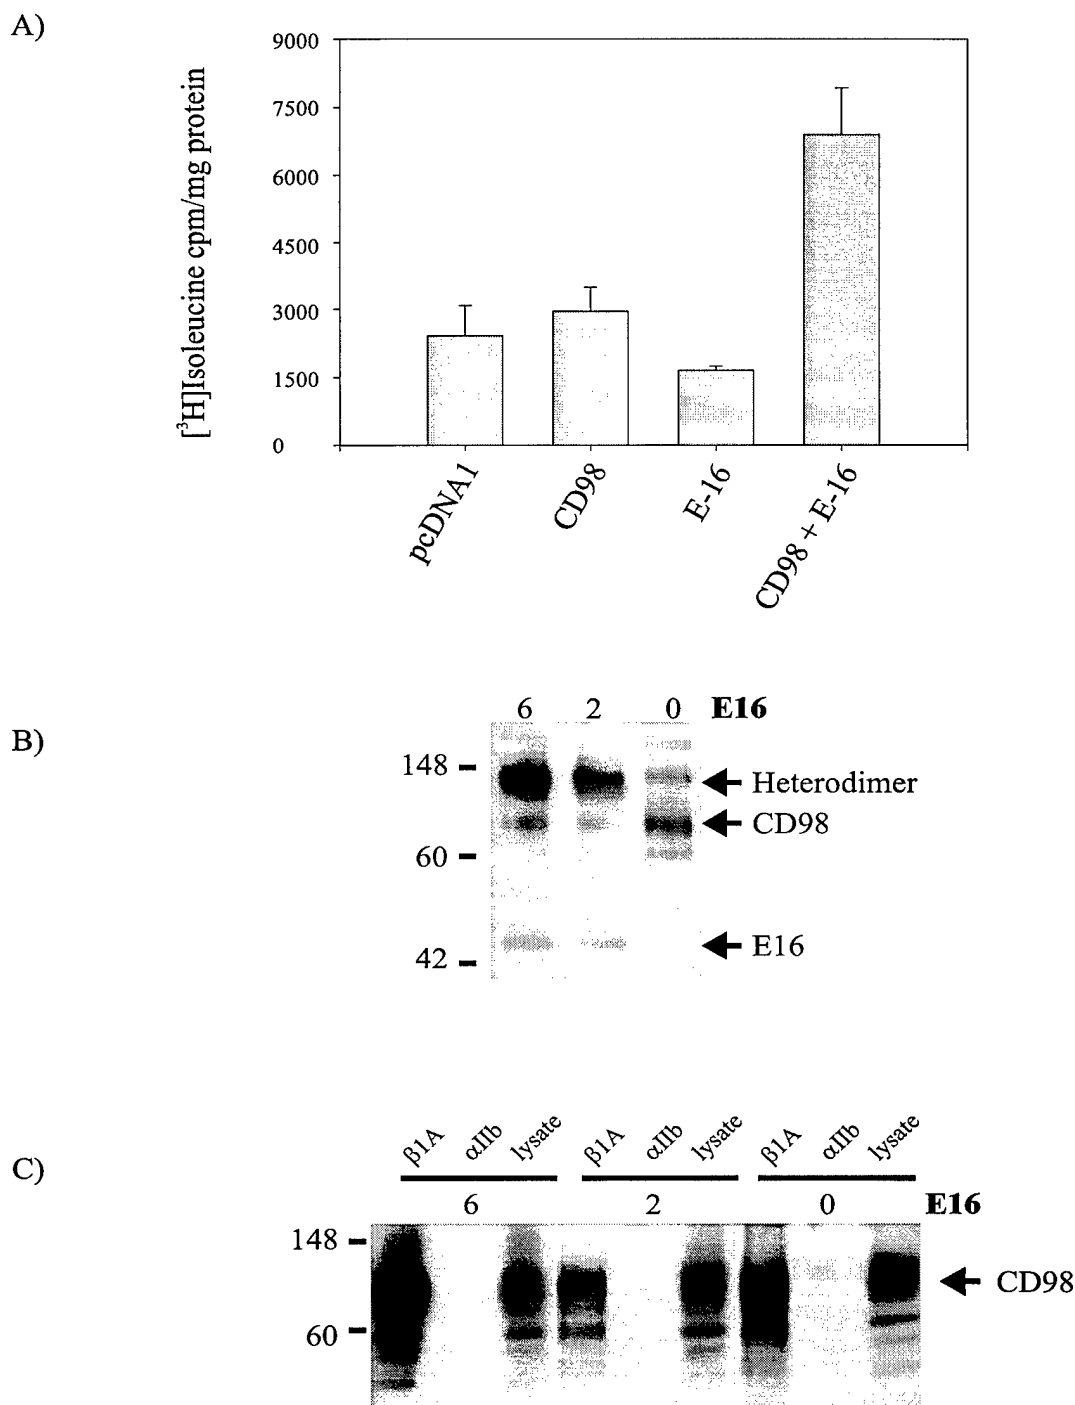 A)
[³H]Isoleucine cpm/mg protein
9000
7500
6000
4500
3000
1500
0
pcDNA1
CD98
E-16
CD98 + E-16
B)
6 2 0 E16
148
Heterodimer
CD98
60
E16
42
C)
β1A αIIb lysate β1A αIIb lysate β1A αIIb lysate
6 2 0 E16
148
CD98
60